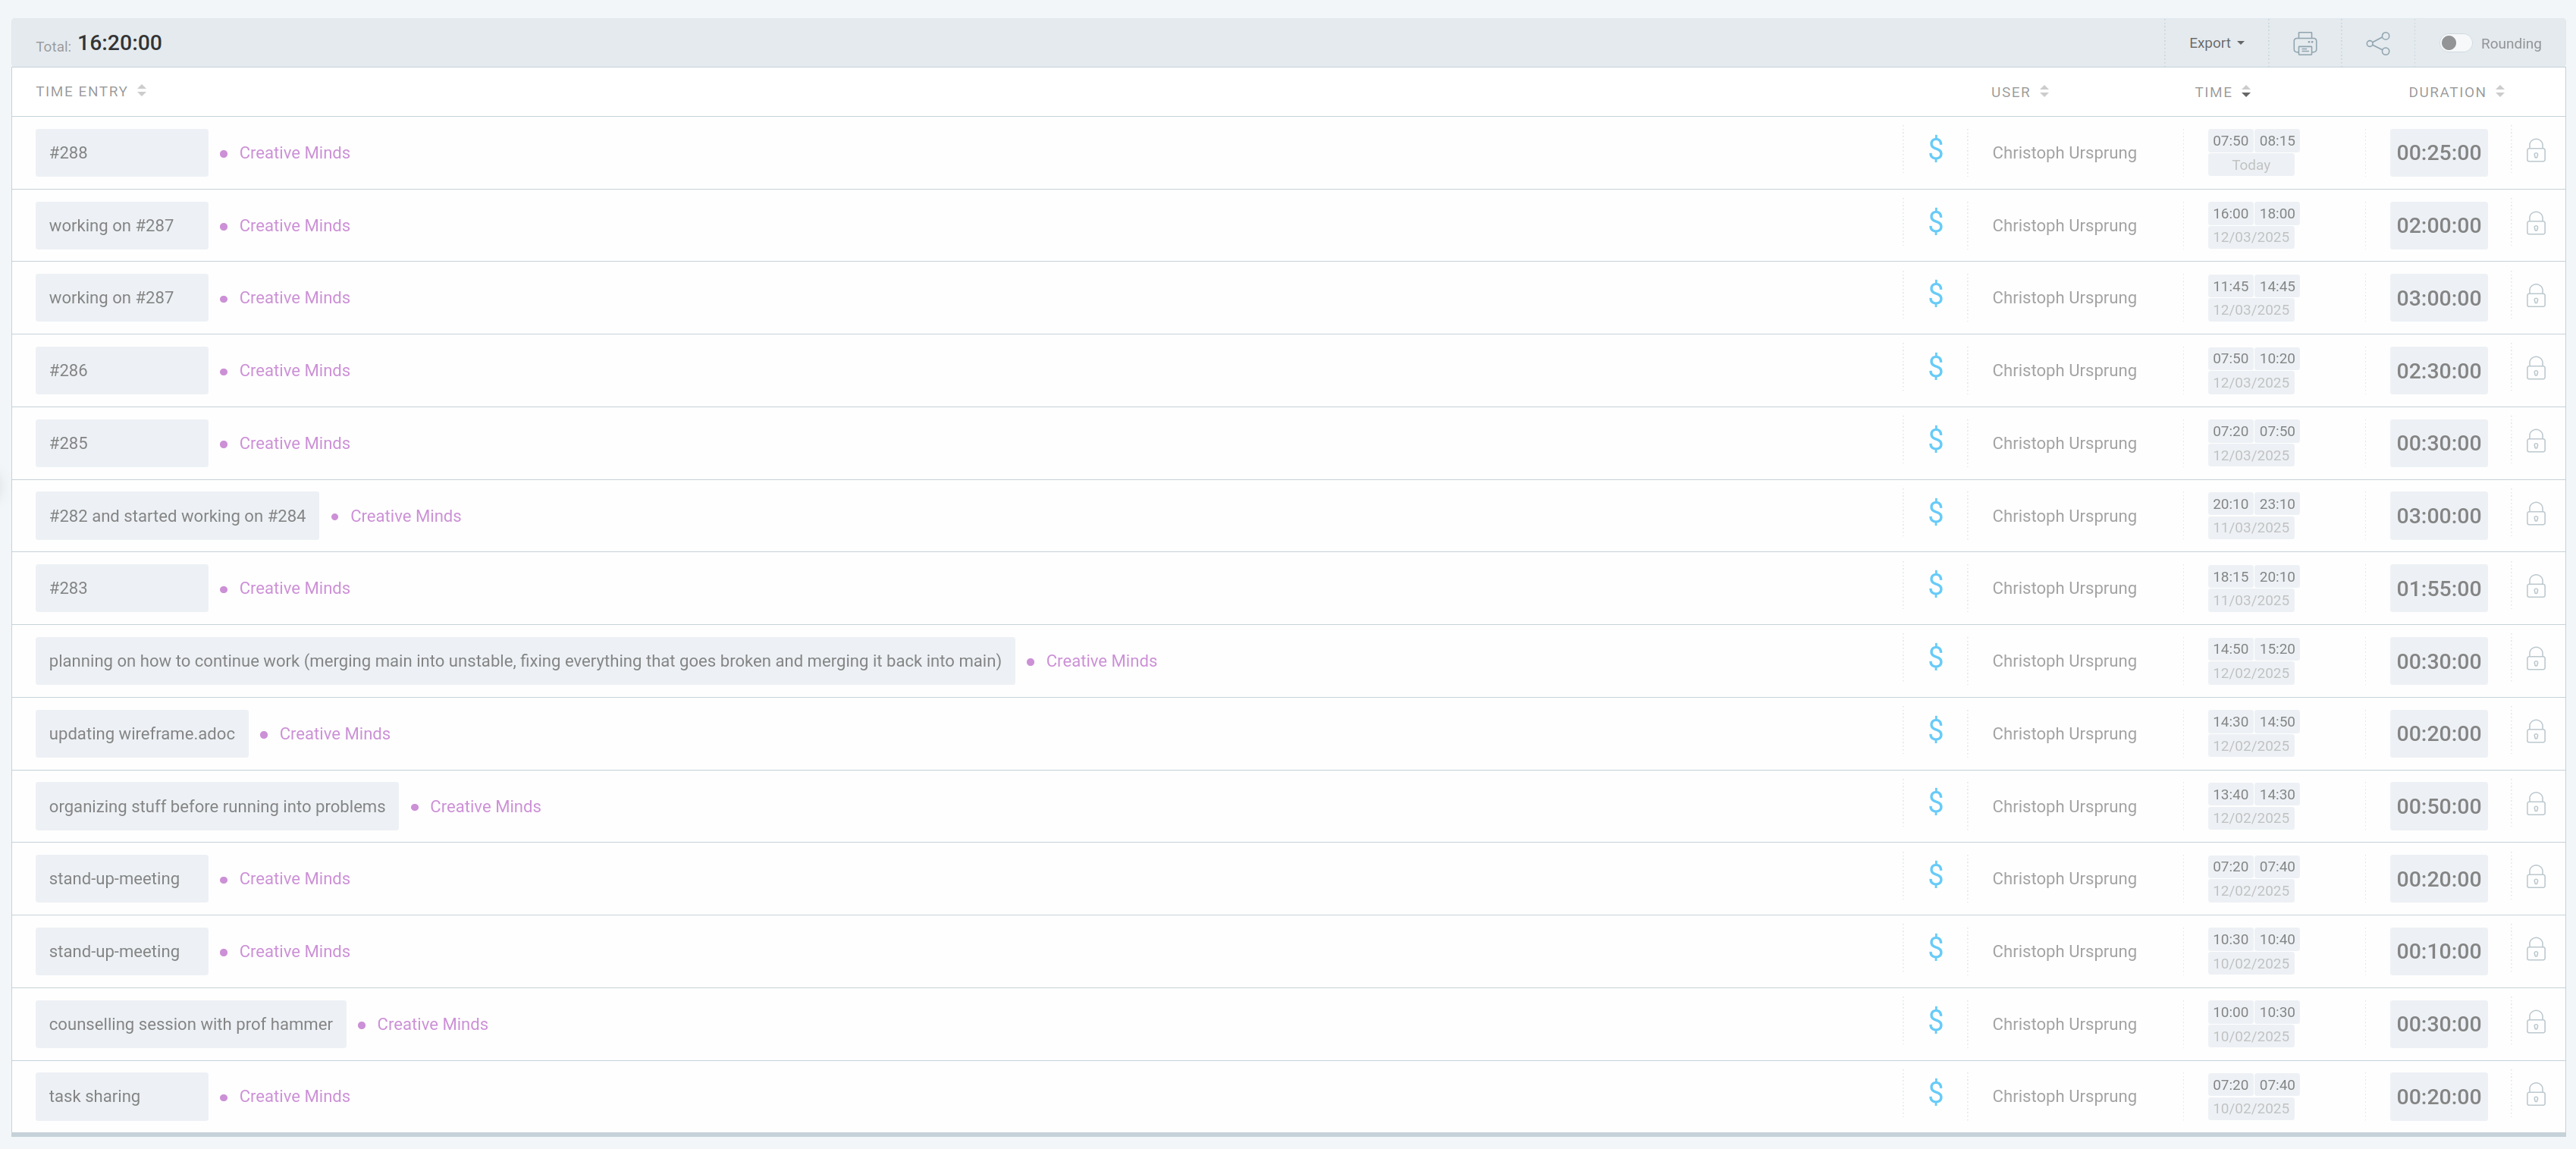 Total: 16:20:00 Export Rounding
TIME ENTRY USER TIME DURATION
#288 Creative Minds $ Christoph Ursprung 07:50 08:15 Today 00:25:00
working on #287 Creative Minds $ Christoph Ursprung 16:00 18:00 12/03/2025 02:00:00
working on #287 Creative Minds $ Christoph Ursprung 11:45 14:45 12/03/2025 03:00:00
#286 Creative Minds $ Christoph Ursprung 07:50 10:20 12/03/2025 02:30:00
#285 Creative Minds $ Christoph Ursprung 07:20 07:50 12/03/2025 00:30:00
#282 and started working on #284 Creative Minds $ Christoph Ursprung 20:10 23:10 11/03/2025 03:00:00
#283 Creative Minds $ Christoph Ursprung 18:15 20:10 11/03/2025 01:55:00
planning on how to continue work (merging main into unstable, fixing everything that goes broken and merging it back into main) Creative Minds $ Christoph Ursprung 14:50 15:20 12/02/2025 00:30:00
updating wireframe.adoc Creative Minds $ Christoph Ursprung 14:30 14:50 12/02/2025 00:20:00
organizing stuff before running into problems Creative Minds $ Christoph Ursprung 13:40 14:30 12/02/2025 00:50:00
stand-up-meeting Creative Minds $ Christoph Ursprung 07:20 07:40 12/02/2025 00:20:00
stand-up-meeting Creative Minds $ Christoph Ursprung 10:30 10:40 10/02/2025 00:10:00
counselling session with prof hammer Creative Minds $ Christoph Ursprung 10:00 10:30 10/02/2025 00:30:00
task sharing Creative Minds $ Christoph Ursprung 07:20 07:40 10/02/2025 00:20:00